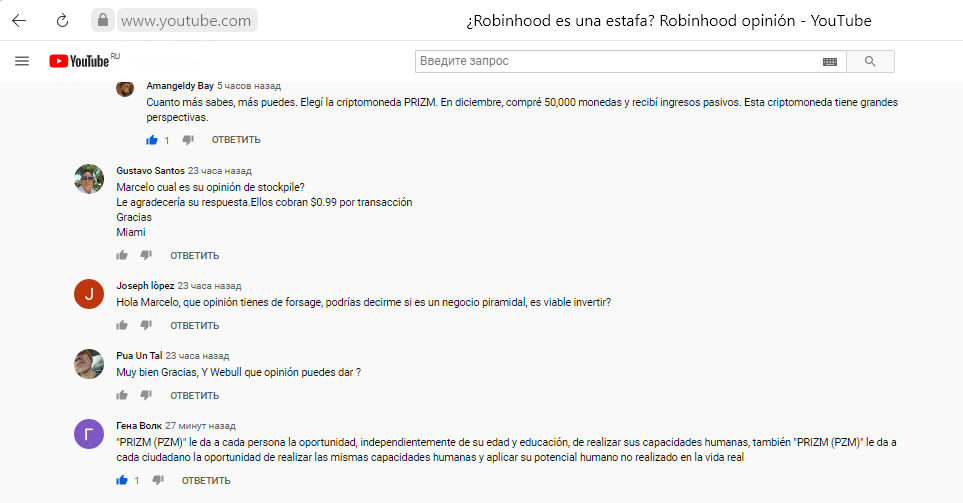 www.youtube.com
¿Robinhood es una estafa? Robinhood opinión - YouTube
YouTube RU
Введите запрос
Amangeldy Bay 5 часов назад
Cuanto más sabes, más puedes. Elegí la criptomoneda PRIZM. En diciembre, compré 50,000 monedas y recibí ingresos pasivos. Esta criptomoneda tiene grandes
perspectivas.
1 ОТВЕТИТЬ
Gustavo Santos 23 часа назад
Marcelo cual es su opinión de stockpile?
Le agradecería su respuesta.Ellos cobran $0.99 por transacción
Gracias
Miami
ОТВЕТИТЬ
J
Joseph lòpez 23 часа назад
Hola Marcelo, que opinión tienes de forsage, podrías decirme si es un negocio piramidal, es viable invertir?
ОТВЕТИТЬ
Pua Un Tal 23 часа назад
Muy bien Gracias, Y Webull que opinión puedes dar ?
ОТВЕТИТЬ
Г
Гена Волк 27 минут назад
"PRIZM (PZM)" le da a cada persona la oportunidad, independientemente de su edad y educación, de realizar sus capacidades humanas, también "PRIZM (PZM)" le da a
cada ciudadano la oportunidad de realizar las mismas capacidades humanas y aplicar su potencial humano no realizado en la vida real
1 ОТВЕТИТЬ